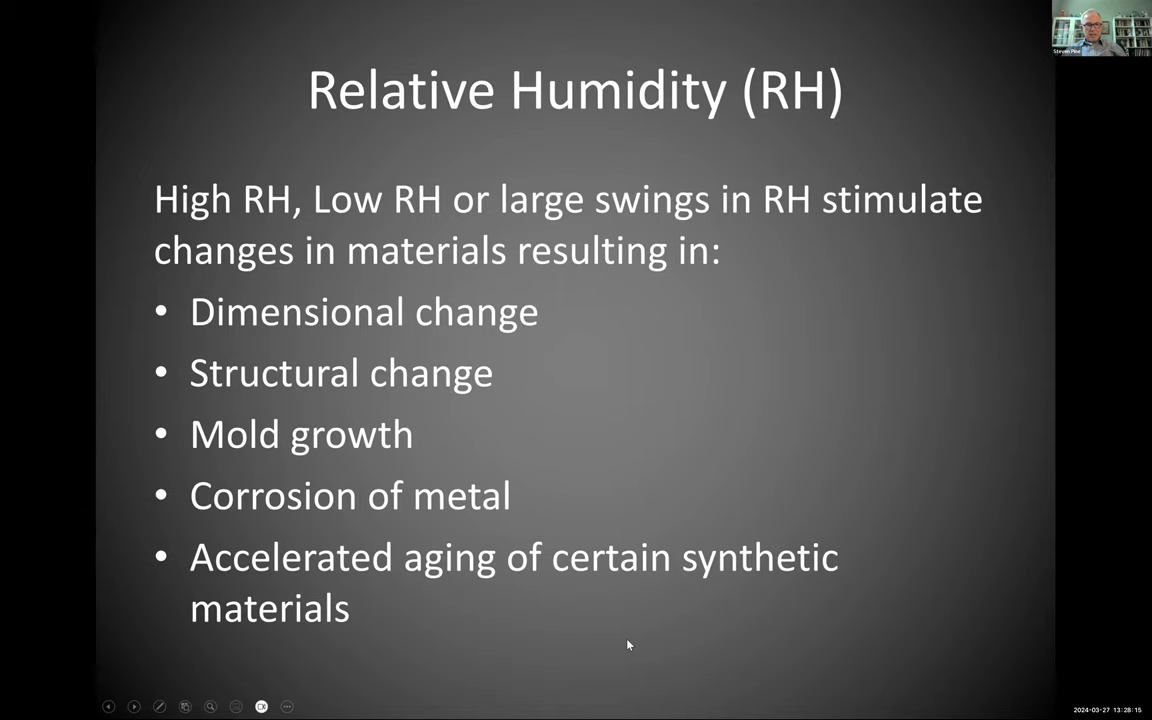 Relative Humidity (RH)
High RH, Low RH or large swings in RH stimulate
changes in materials resulting in:
• Dimensional change
• Structural change
• Mold growth
• Corrosion of metal
• Accelerated aging of certain synthetic
materials
Steven Pine
2024-03-27 13:28:15